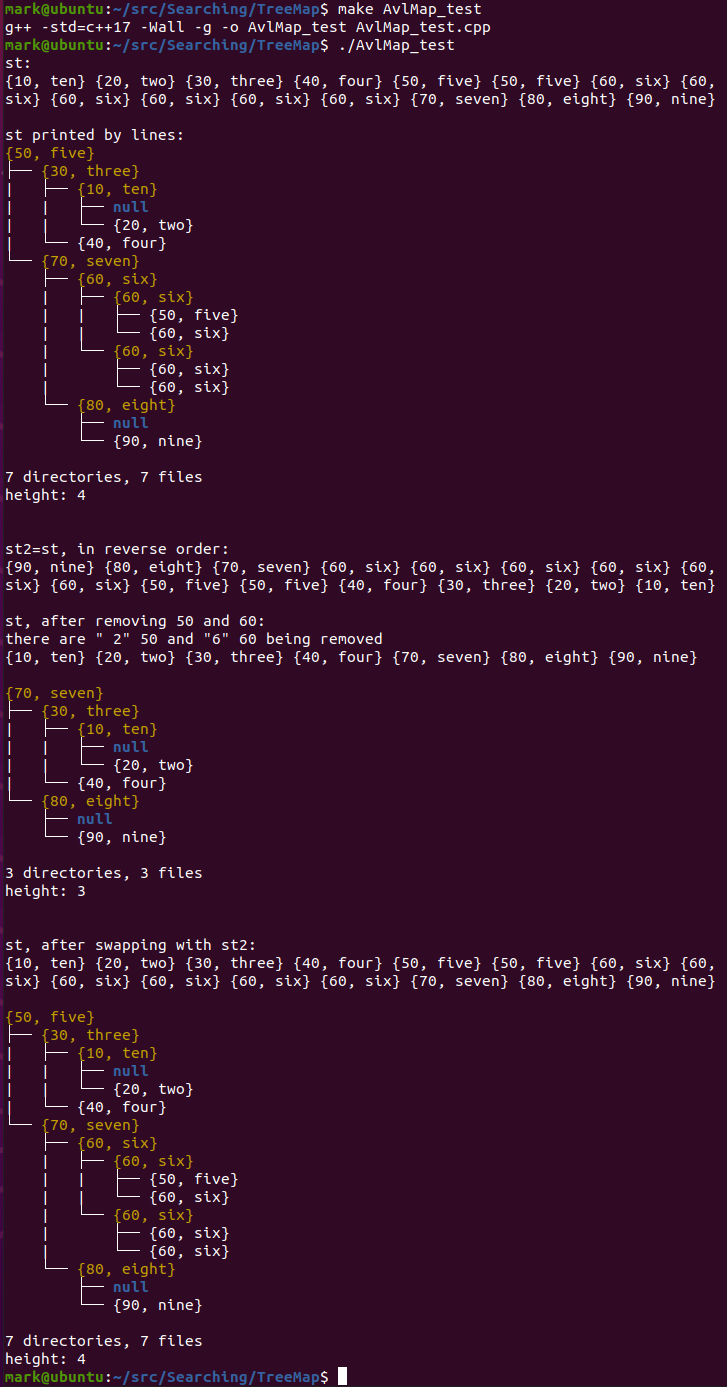 mark@ubuntu:~/src/Searching/TreeMap$ make AvlMap_test
g++ -std=c++17 -Wall -g -o AvlMap_test AvlMap_test.cpp
mark@ubuntu:~/src/Searching/TreeMap$ ./AvlMap_test
st:
{10, ten} {20, two} {30, three} {40, four} {50, five} {50, five} {60, six} {60,
six} {60, six} {60, six} {60, six} {60, six} {70, seven} {80, eight} {90, nine}

st printed by lines:
{50, five}
├── {30, three}
|   ├── {10, ten}
|   |   ├── null
|   |   └── {20, two}
|   └── {40, four}
└── {70, seven}
    ├── {60, six}
    |   ├── {60, six}
    |   |   ├── {50, five}
    |   |   └── {60, six}
    |   └── {60, six}
    |       ├── {60, six}
    |       └── {60, six}
    └── {80, eight}
        ├── null
        └── {90, nine}

7 directories, 7 files
height: 4


st2=st, in reverse order:
{90, nine} {80, eight} {70, seven} {60, six} {60, six} {60, six} {60, six} {60,
six} {60, six} {50, five} {50, five} {40, four} {30, three} {20, two} {10, ten}

st, after removing 50 and 60:
there are " 2" 50 and "6" 60 being removed
{10, ten} {20, two} {30, three} {40, four} {70, seven} {80, eight} {90, nine}

{70, seven}
├── {30, three}
|   ├── {10, ten}
|   |   ├── null
|   |   └── {20, two}
|   └── {40, four}
└── {80, eight}
    ├── null
    └── {90, nine}

3 directories, 3 files
height: 3


st, after swapping with st2:
{10, ten} {20, two} {30, three} {40, four} {50, five} {50, five} {60, six} {60,
six} {60, six} {60, six} {60, six} {60, six} {70, seven} {80, eight} {90, nine}

{50, five}
├── {30, three}
|   ├── {10, ten}
|   |   ├── null
|   |   └── {20, two}
|   └── {40, four}
└── {70, seven}
    ├── {60, six}
    |   ├── {60, six}
    |   |   ├── {50, five}
    |   |   └── {60, six}
    |   └── {60, six}
    |       ├── {60, six}
    |       └── {60, six}
    └── {80, eight}
        ├── null
        └── {90, nine}

7 directories, 7 files
height: 4
mark@ubuntu:~/src/Searching/TreeMap$